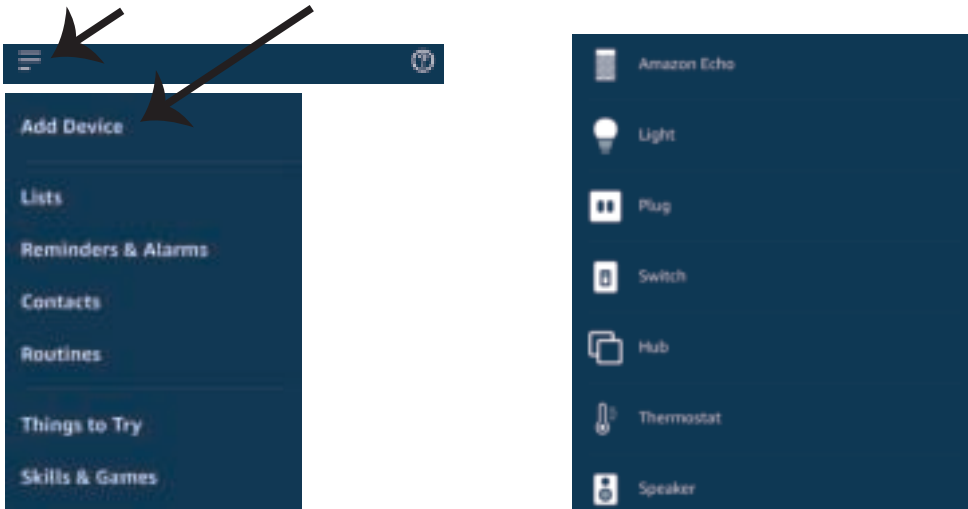 Add Device
Lists
Reminders & Alarms
Contacts
Routines
Things to Try
Skills & Games
Amazon Echo
Light
Plug
Switch
Hub
Thermostat
Speaker